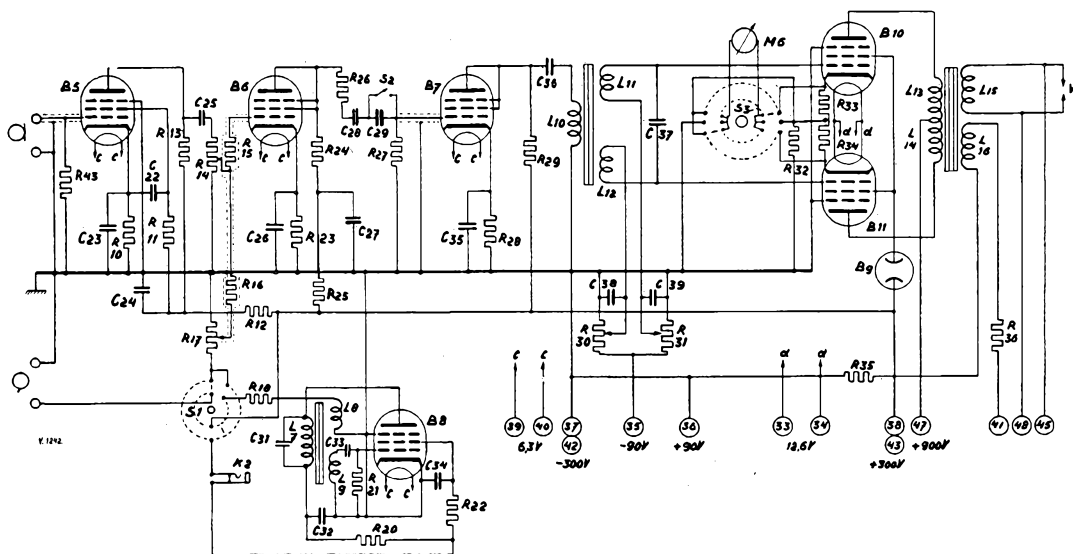 B5
B6
B7
B10
M6
R26
S2
C36
L11
L10
L13
L15
S3
C25
C28
C29
R33
R13
R14
R15
R24
R27
R29
C37
R34
L14
L16
R32
R43
C22
L12
B11
C23
R10
R11
C26
R23
C27
C35
R28
B9
C24
R16
R25
C38
C39
R17
R12
R30
R31
R36
R35
R18
S1
L8
B8
C31
L7
C33
C34
L9
R21
R22
K2
C32
R20
c c
c c
c c
c c
d d
c c
d d
39
40
37
42
35
36
33
34
38
43
47
41
48
45
6,3V
-300V
-90V
+90V
12,6V
+300V
+900V